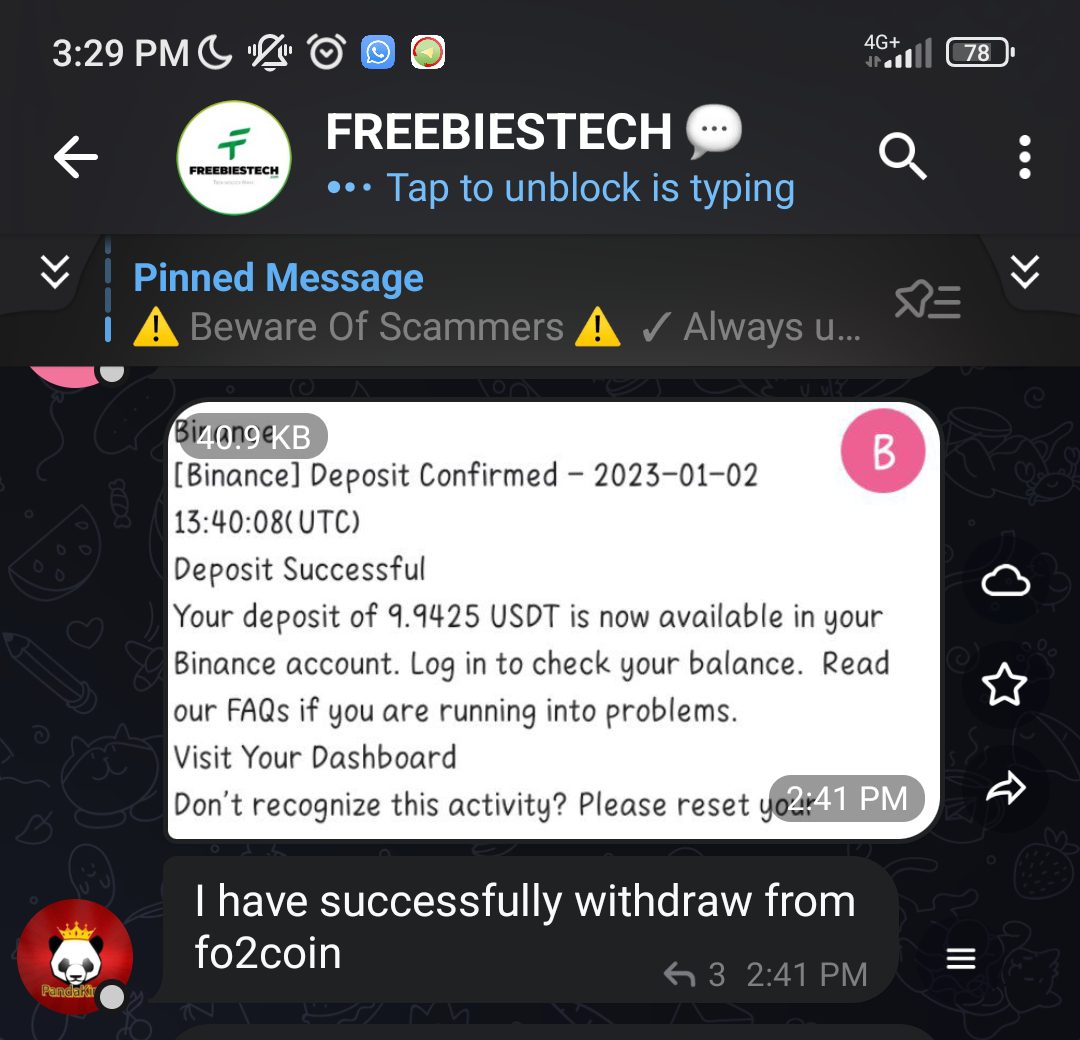 3:29 PM
4G+
78
FREEBIESTECH
FREEBIESTECH
Tap to unblock is typing
Pinned Message
⚠️ Beware Of Scammers ⚠️ ✓ Always u...
Binance
40.9 KB
B
[Binance] Deposit Confirmed - 2023-01-02
13:40:08(UTC)
Deposit Successful
Your deposit of 9.9425 USDT is now available in your
Binance account. Log in to check your balance. Read
our FAQs if you are running into problems.
Visit Your Dashboard
Don't recognize this activity? Please reset your
2:41 PM
I have successfully withdraw from
fo2coin
3 2:41 PM